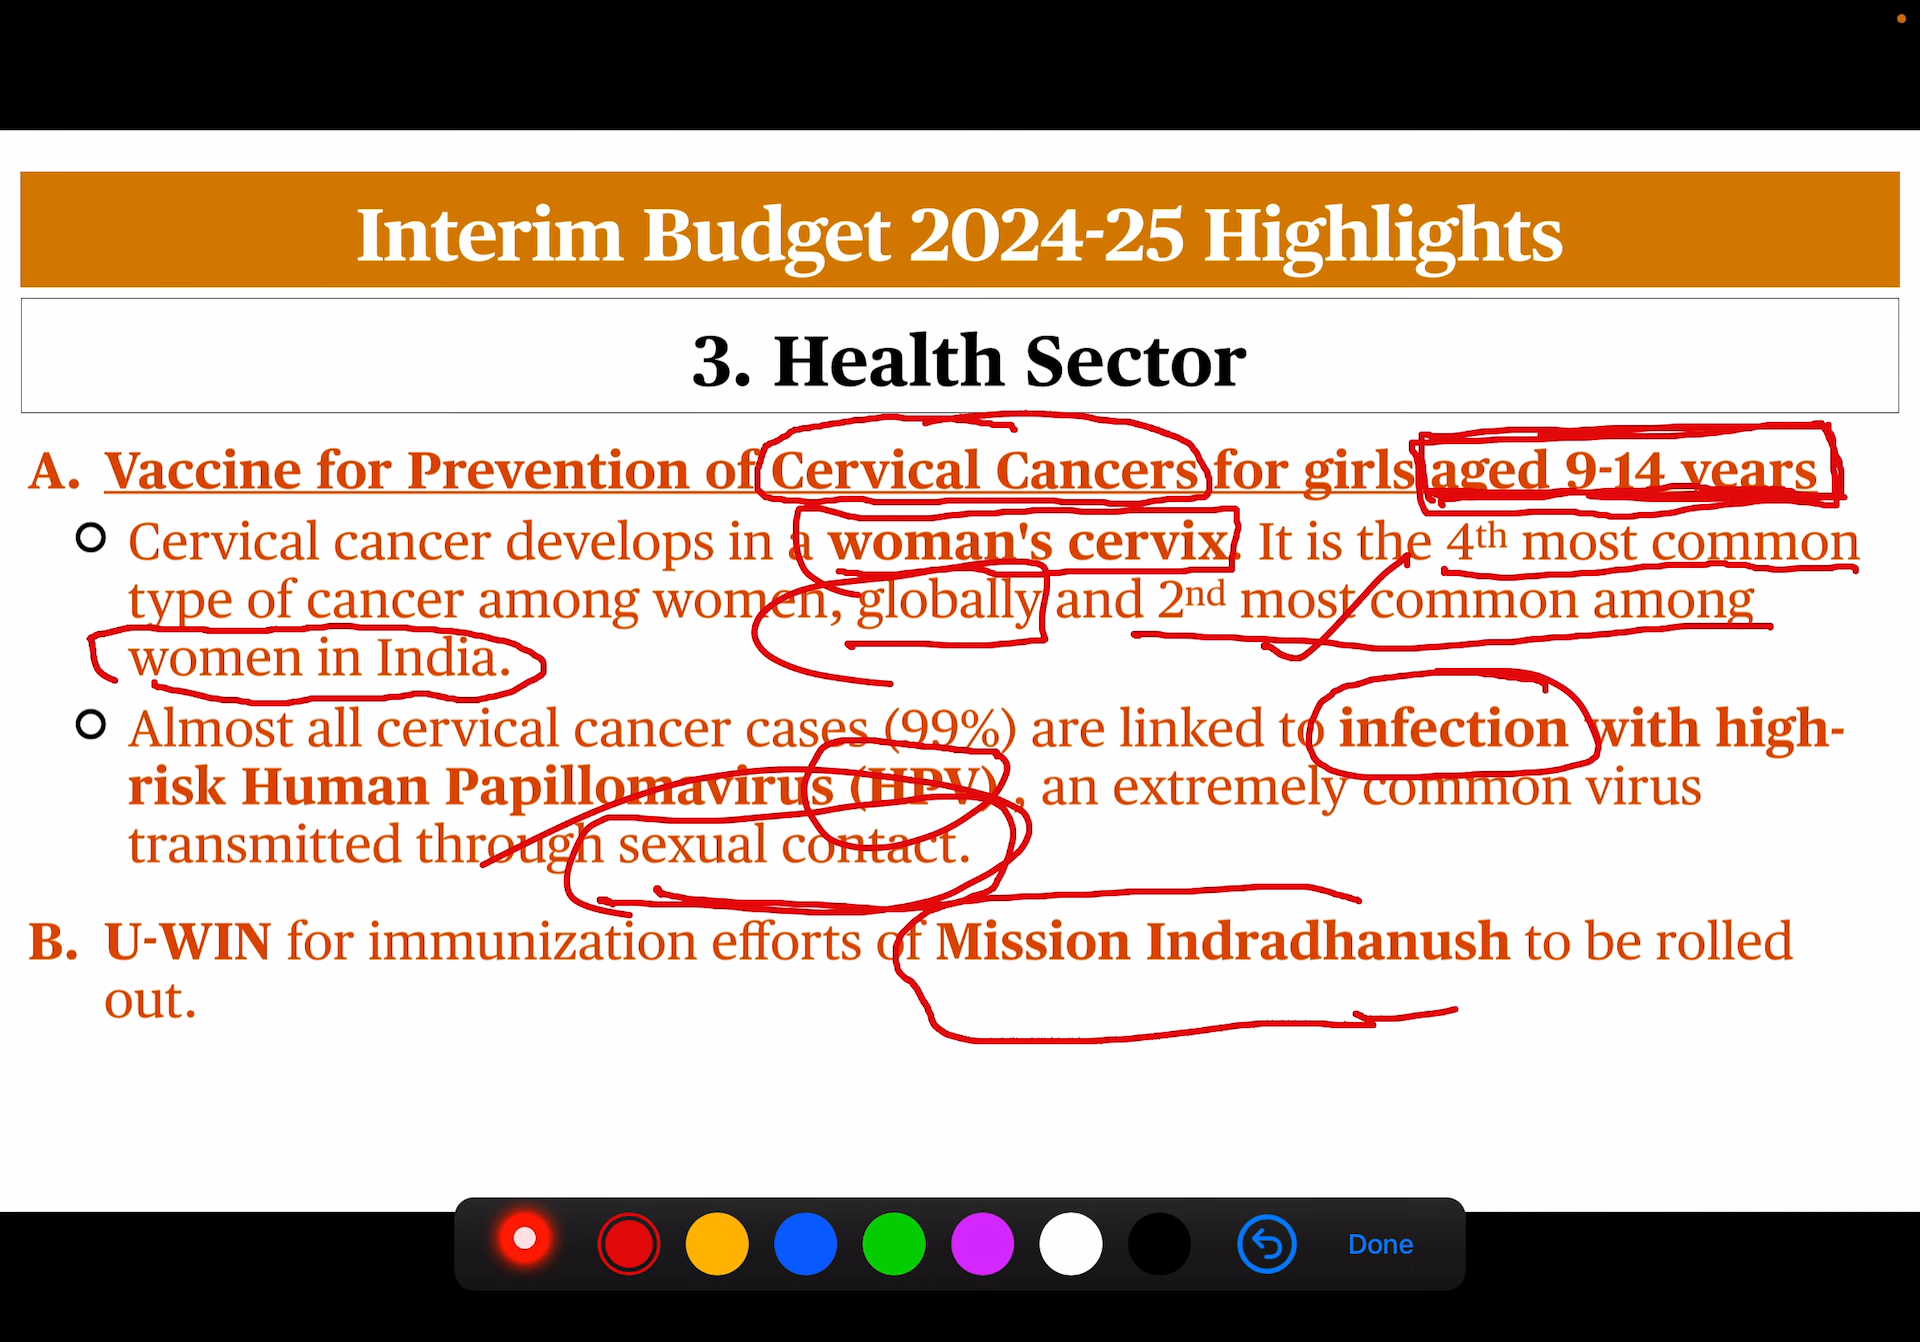 Interim Budget 2024-25 Highlights
3. Health Sector
A. Vaccine for Prevention of Cervical Cancers for girls aged 9-14 years
Cervical cancer develops in a woman's cervix. It is the 4th most common
type of cancer among women, globally and 2nd most common among
women in India.
Almost all cervical cancer cases (99%) are linked to infection with high-
risk Human Papillomavirus (HPV), an extremely common virus
transmitted through sexual contact.
B. U-WIN for immunization efforts of Mission Indradhanush to be rolled
out.
Done